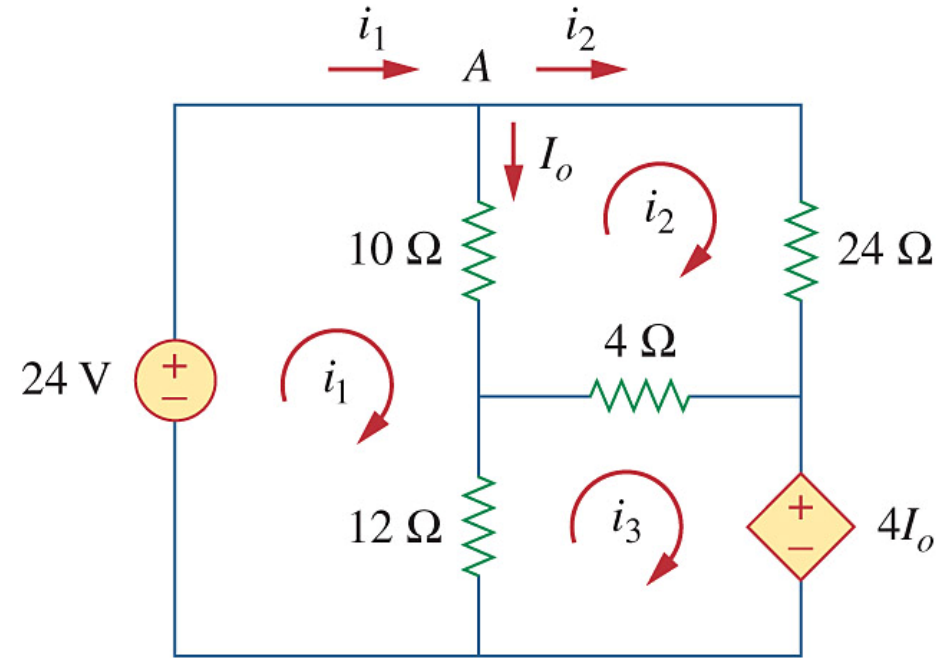 i₁ i₂
A
Iₒ
i₂
10 Ω 24 Ω
4 Ω
24 V + − i₁
12 Ω i₃ + − 4Iₒ